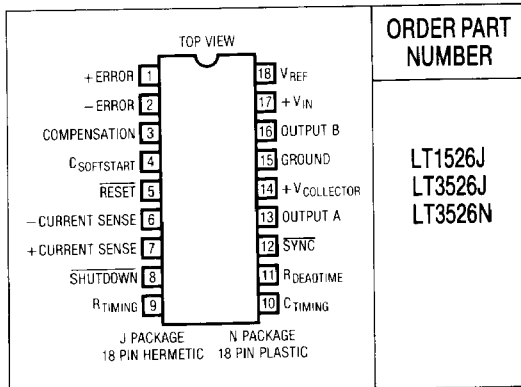 TOP VIEW
+ ERROR 1
− ERROR 2
COMPENSATION 3
CSOFTSTART 4
RESET 5
− CURRENT SENSE 6
+ CURRENT SENSE 7
SHUTDOWN 8
RTIMING 9
18 VREF
17 + VIN
16 OUTPUT B
15 GROUND
14 + VCOLLECTOR
13 OUTPUT A
12 SYNC
11 RDEADTIME
10 CTIMING
J PACKAGE
18 PIN HERMETIC
N PACKAGE
18 PIN PLASTIC
ORDER PART
NUMBER
LT1526J
LT3526J
LT3526N